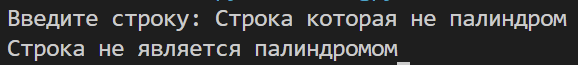 Введите строку: Строка которая не палиндром
Строка не является палиндромом